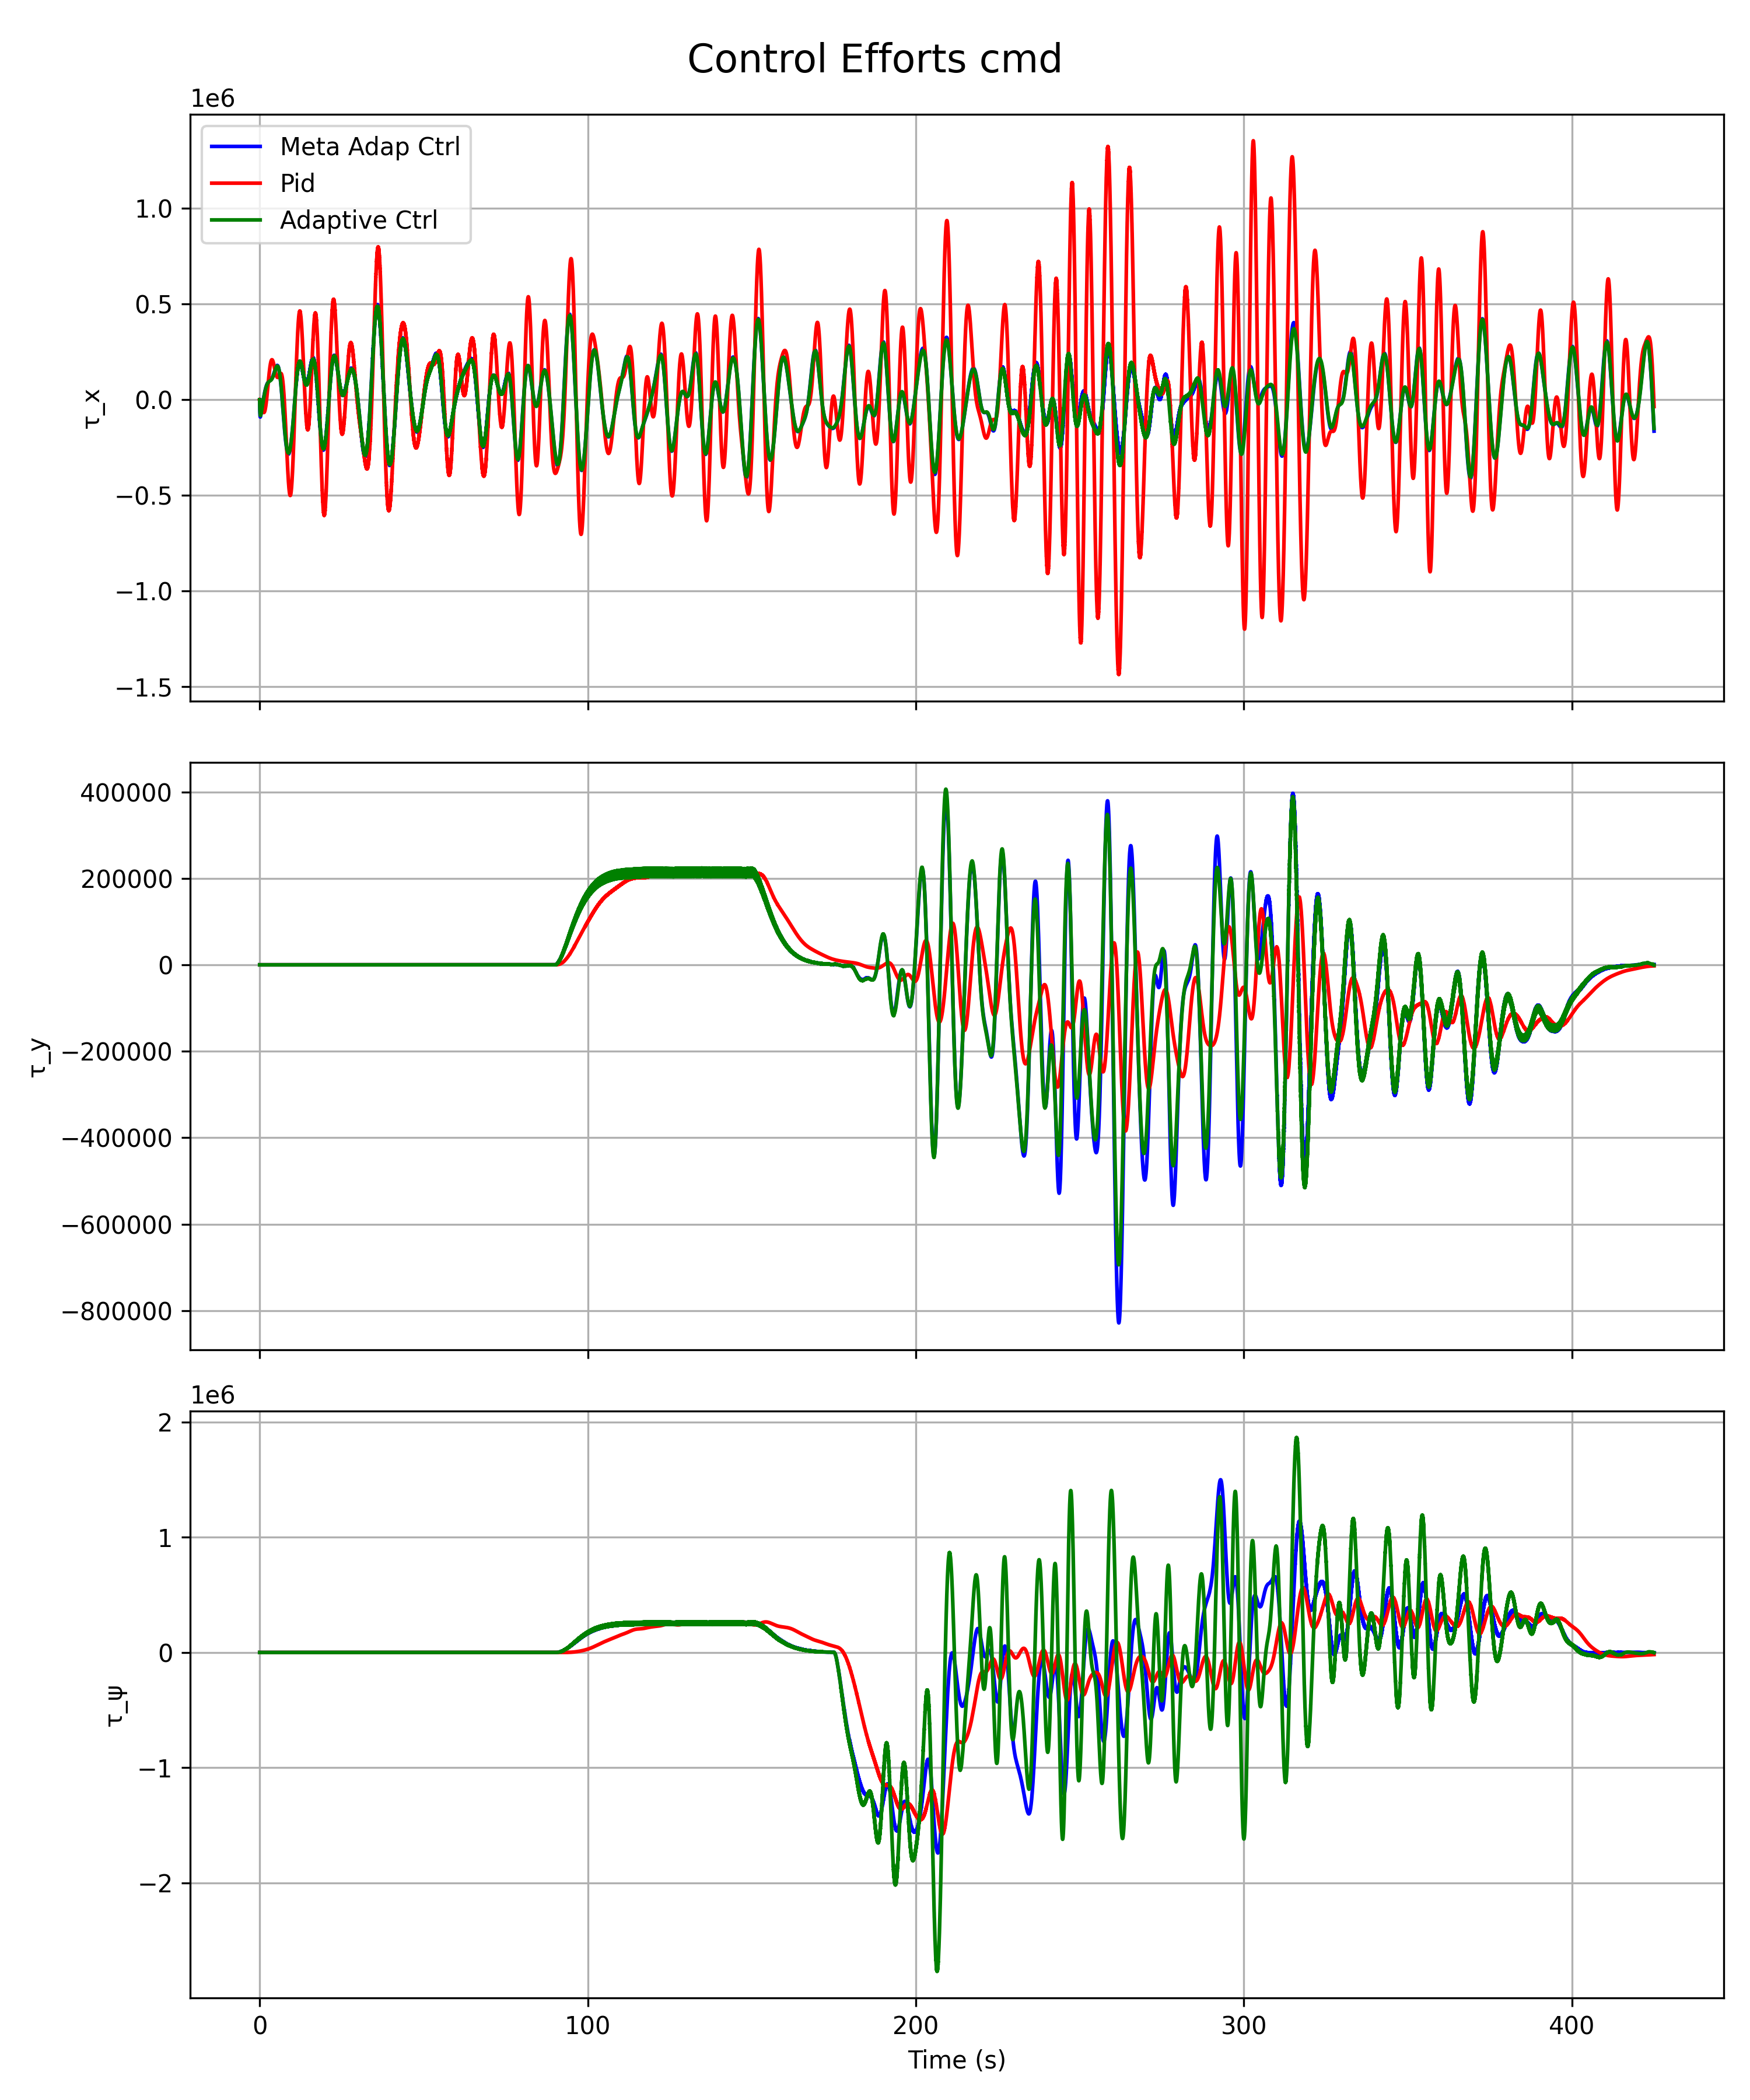 Control Efforts cmd
1e6
Meta Adap Ctrl
Pid
Adaptive Ctrl
1.0
0.5
0.0
−0.5
−1.0
−1.5
τ_x
400000
200000
0
−200000
−400000
−600000
−800000
τ_y
1e6
2
1
0
−1
−2
τ_ψ
0 100 200 300 400
Time (s)